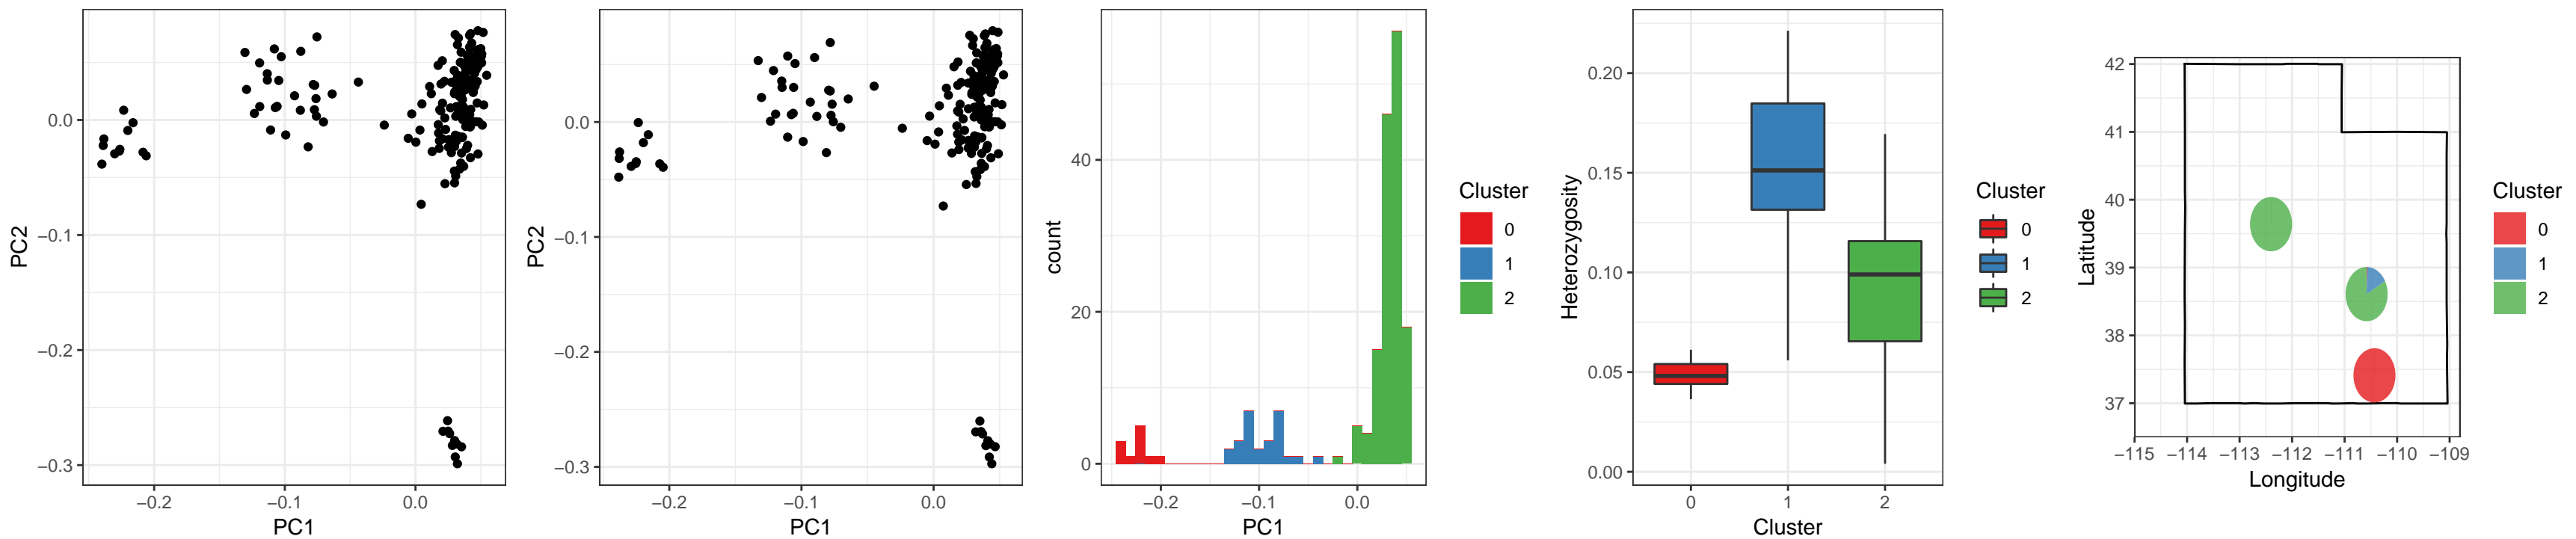 PC2
0.0
−0.1
−0.2
−0.3
−0.2 −0.1 0.0
PC1
PC2
0.0
−0.1
−0.2
−0.3
−0.2 −0.1 0.0
PC1
count
40
20
0
−0.2 −0.1 0.0
PC1
Cluster
0
1
2
Heterozygosity
0.20
0.15
0.10
0.05
0.00
0 1 2
Cluster
Cluster
0
1
2
Latitude
42
41
40
39
38
37
−115 −114 −113 −112 −111 −110 −109
Longitude
Cluster
0
1
2